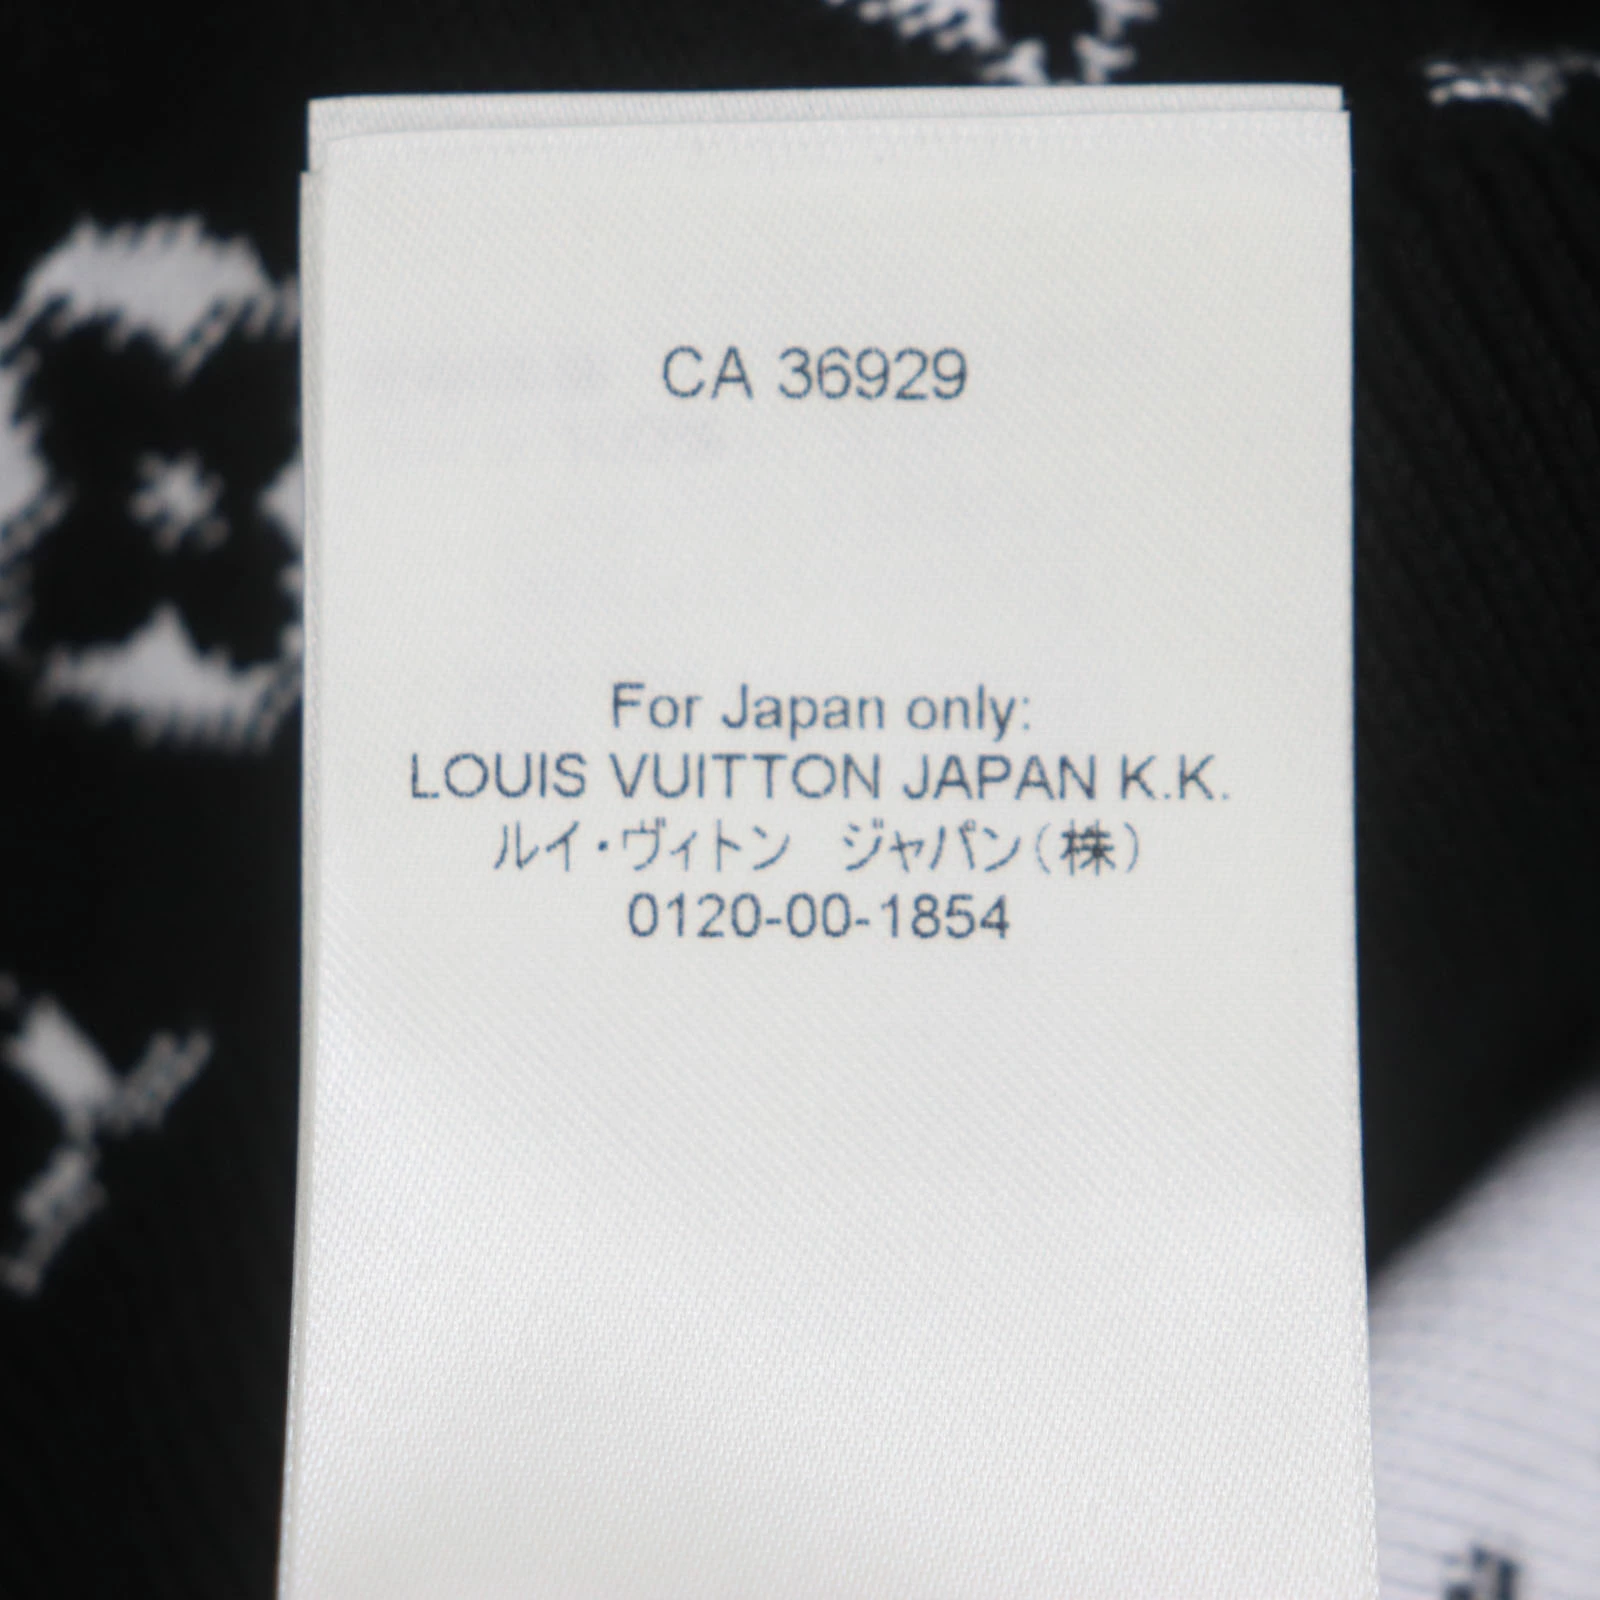 CA 36929
For Japan only:
LOUIS VUITTON JAPAN K.K.
ルイ・ヴィトン　ジャパン(株)
0120-00-1854